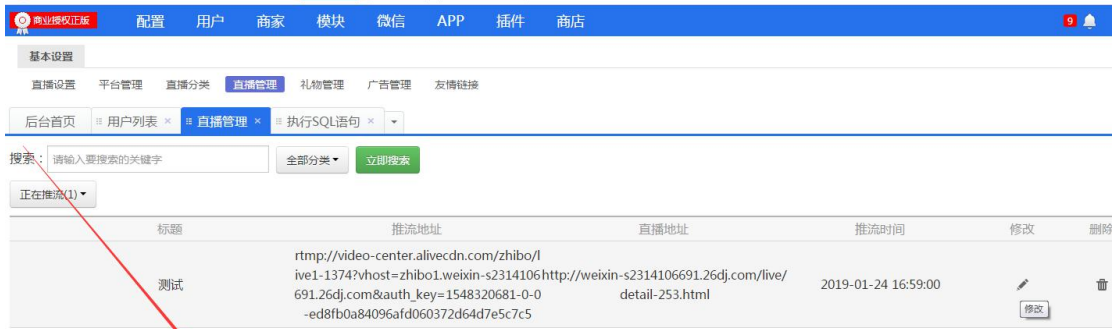 商业授权正版 配置 用户 商家 模块 微信 APP 插件 商店 9
基本设置
直播设置 平台管理 直播分类 直播管理 礼物管理 广告管理 友情链接
后台首页 用户列表 × 直播管理 × 执行SQL语句 ×
搜索： 请输入要搜索的关键字 全部分类 立即搜索
正在推流(1)
标题 推流地址 直播地址 推流时间 修改 删除
rtmp://video-center.alivecdn.com/zhibo/l
ive1-1374?vhost=zhibo1.weixin-s2314106 http://weixin-s2314106691.26dj.com/live/
测试 2019-01-24 16:59:00
691.26dj.com&auth_key=1548320681-0-0 detail-253.html
-ed8fb0a84096afd060372d64d7e5c7c5
修改